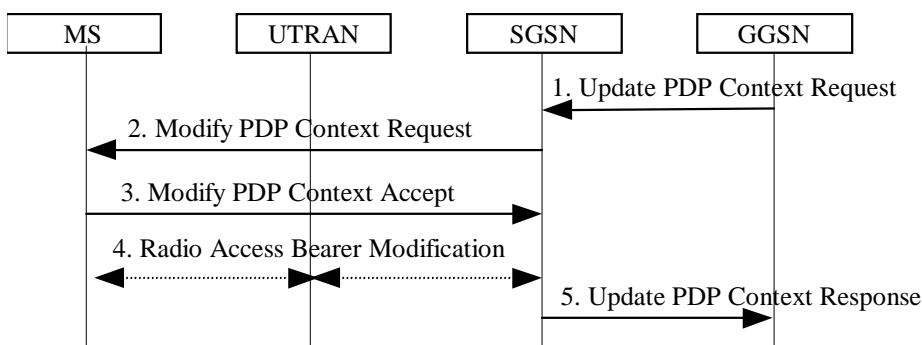 MS UTRAN SGSN GGSN
1. Update PDP Context Request
2. Modify PDP Context Request
3. Modify PDP Context Accept
4. Radio Access Bearer Modification
5. Update PDP Context Response